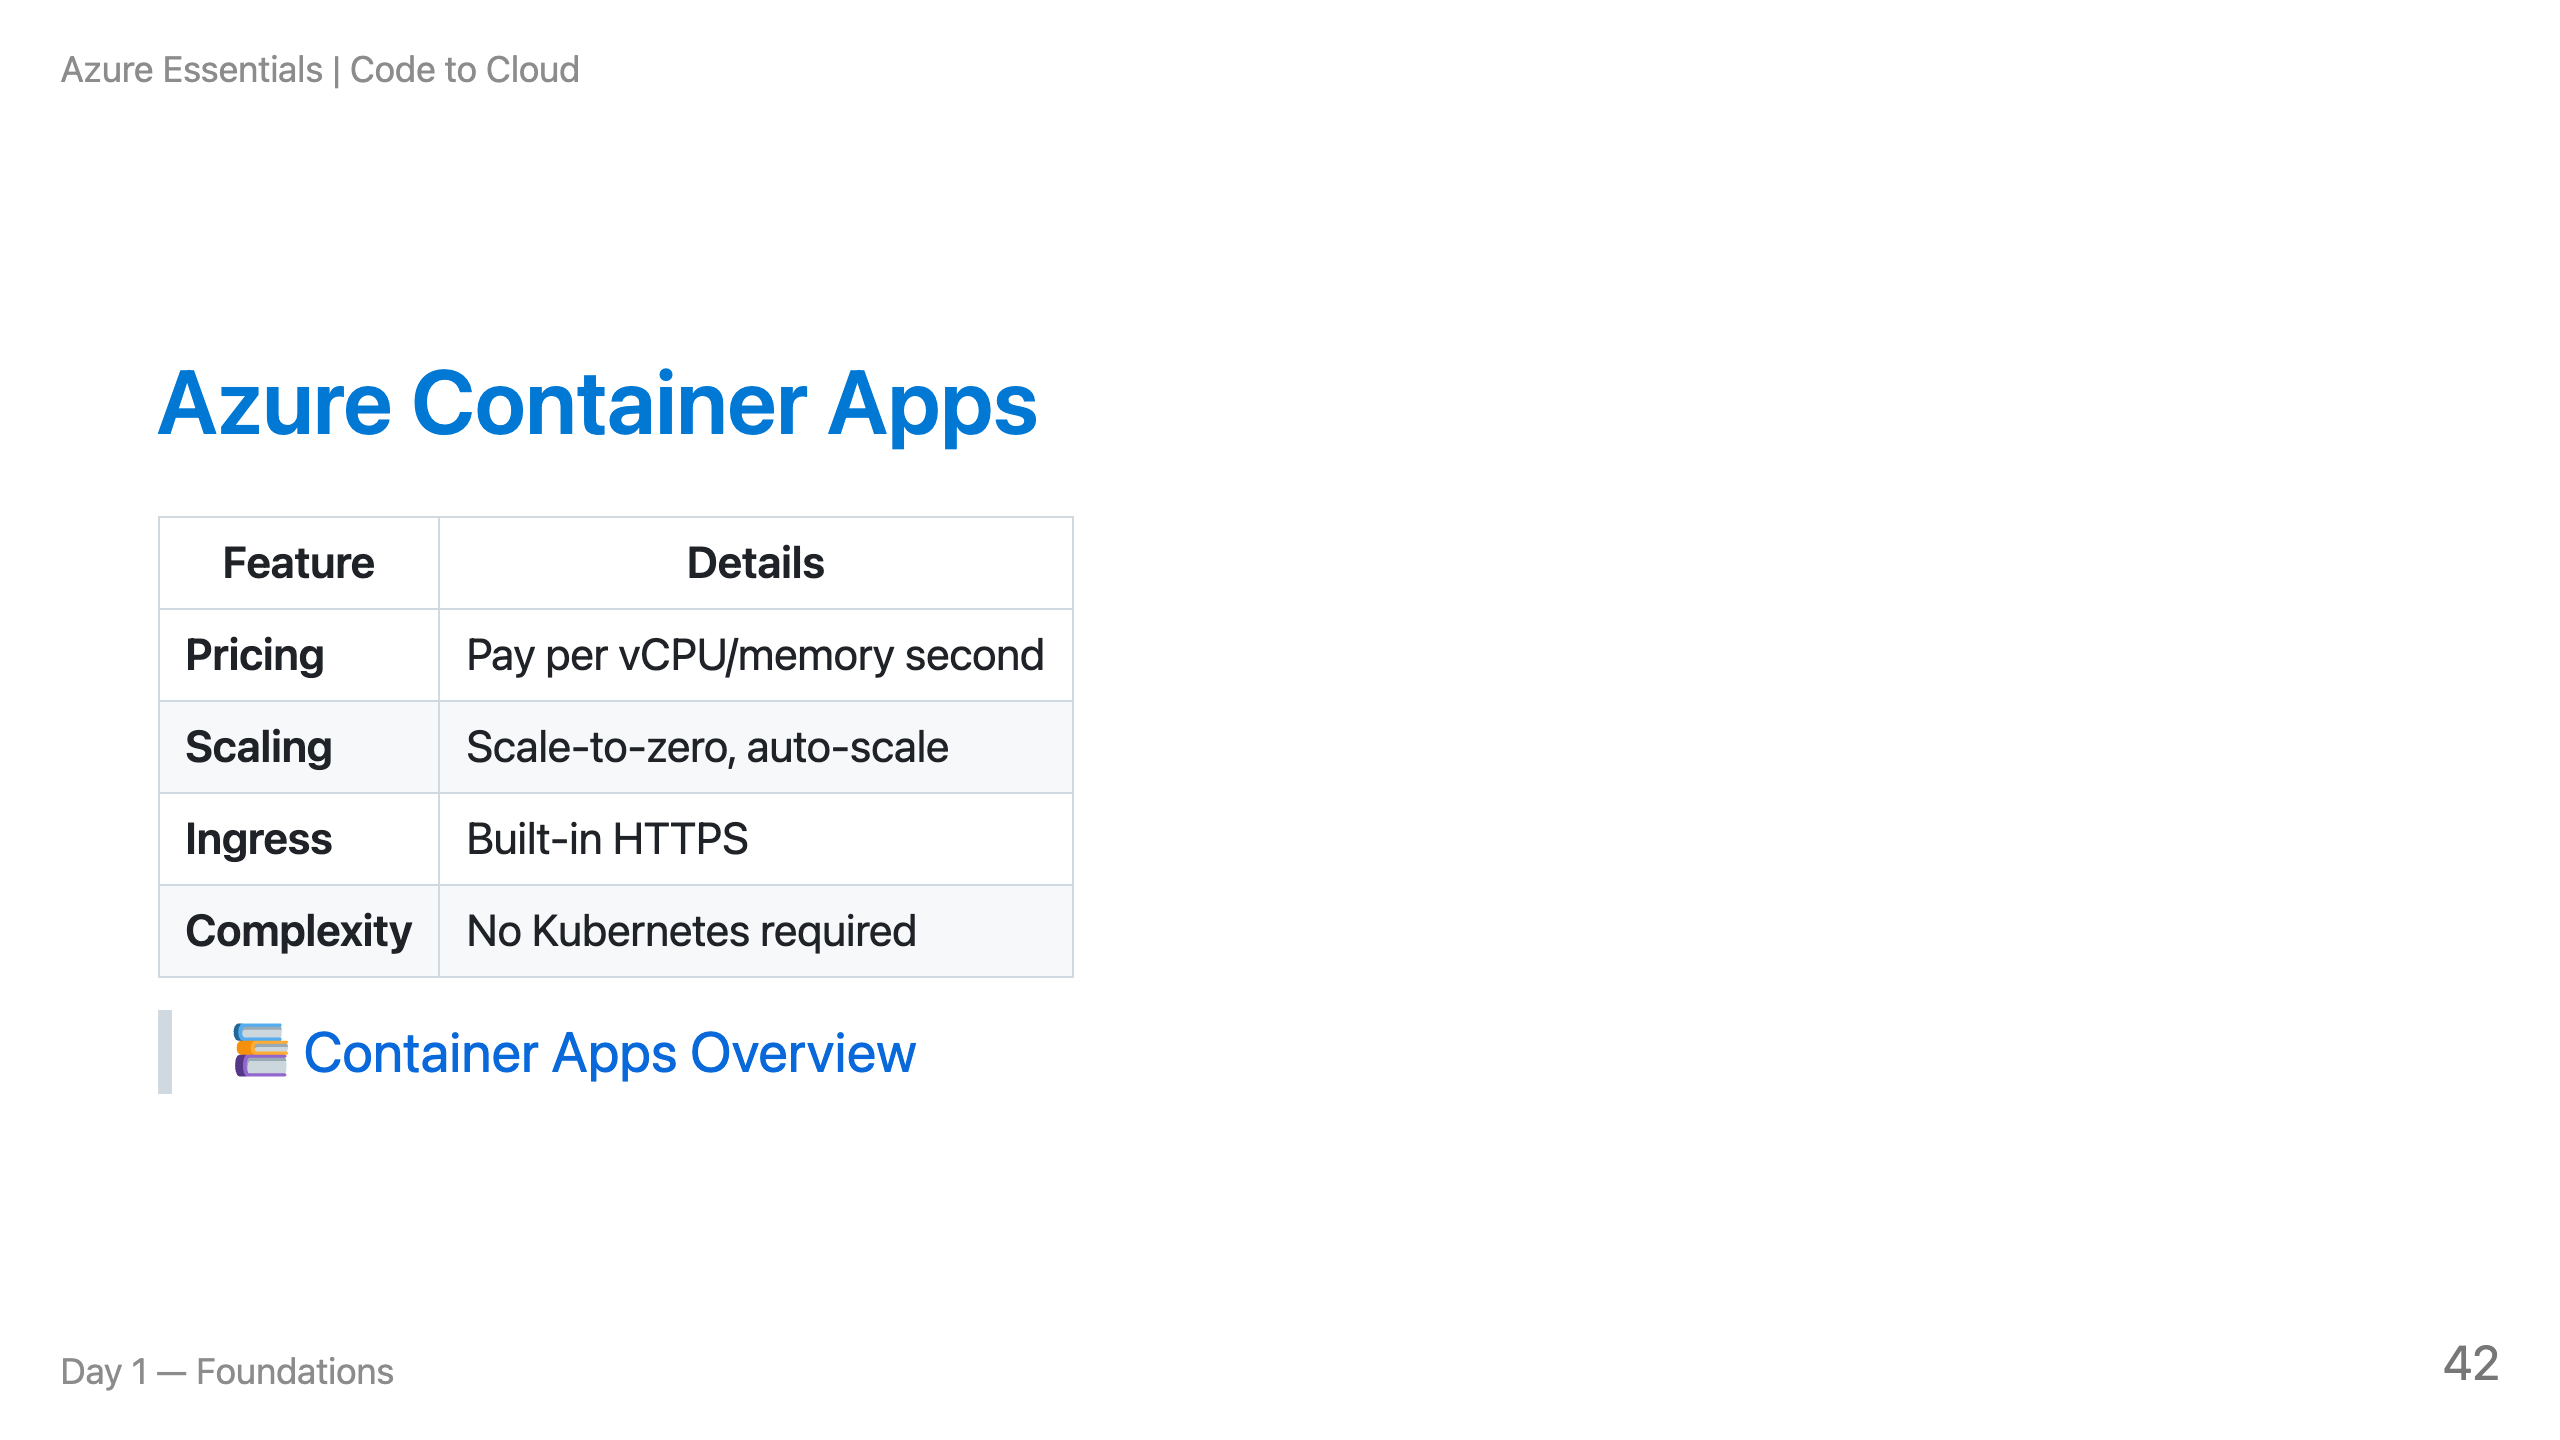 Azure Essentials | Code to Cloud
Azure Container Apps
Feature Details
Pricing Pay per vCPU/memory second
Scaling Scale-to-zero, auto-scale
Ingress Built-in HTTPS
Complexity No Kubernetes required
📚 Container Apps Overview
Day 1 — Foundations
42